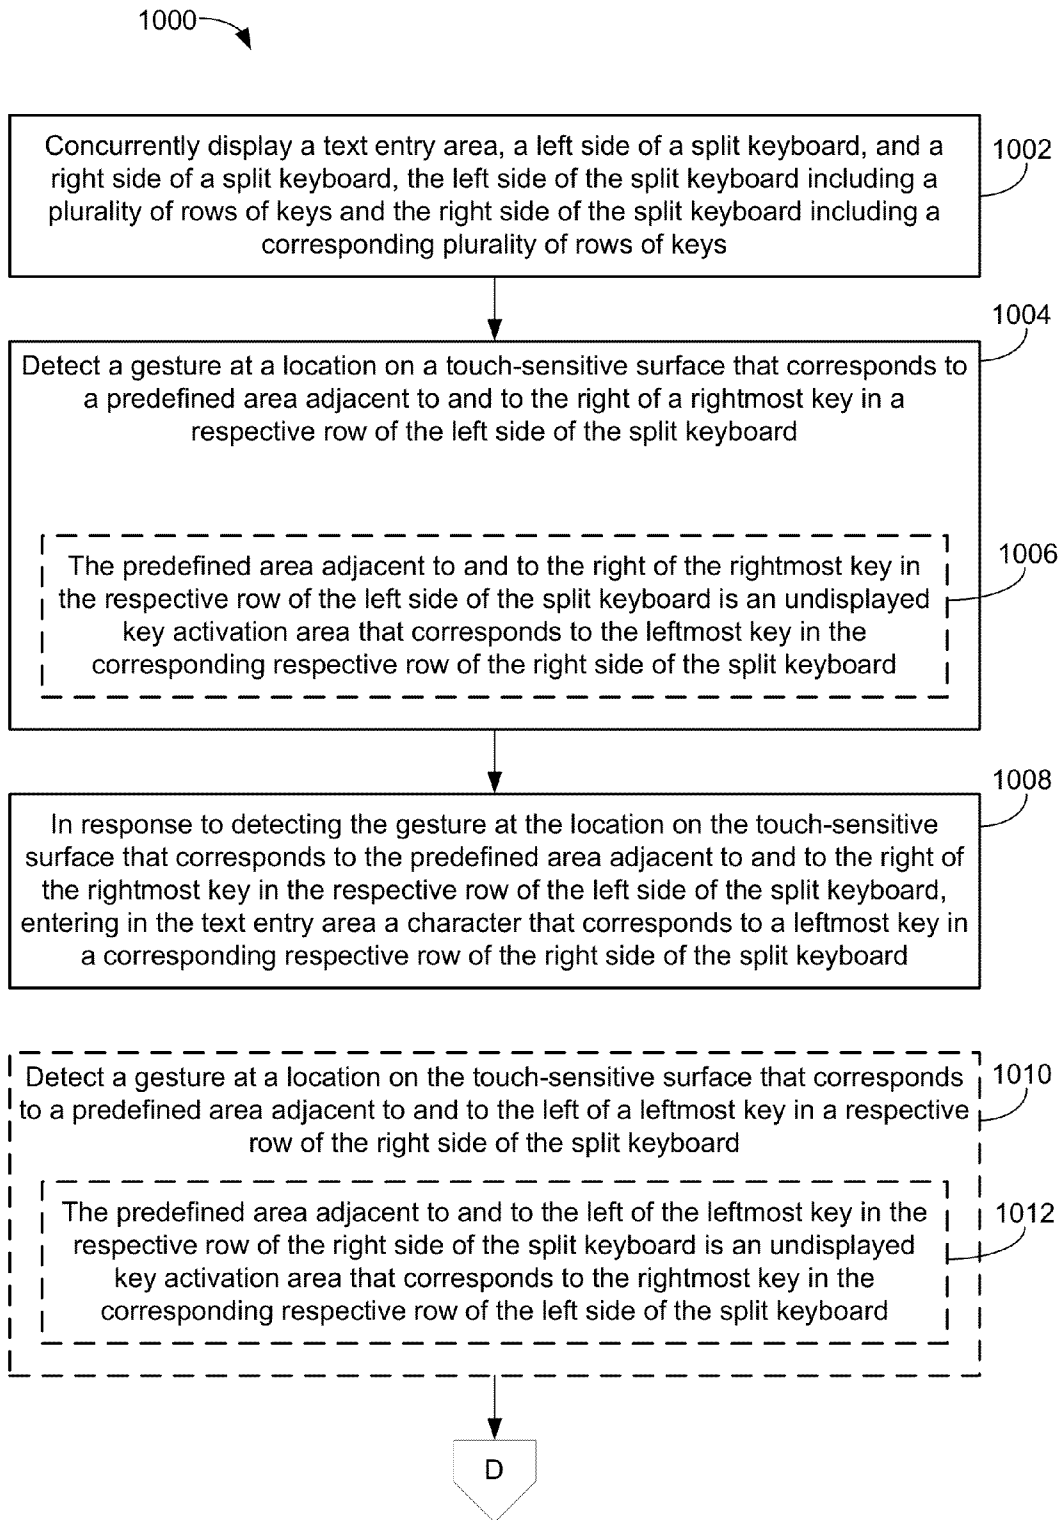 1000
Concurrently display a text entry area, a left side of a split keyboard, and a
right side of a split keyboard, the left side of the split keyboard including a
plurality of rows of keys and the right side of the split keyboard including a
corresponding plurality of rows of keys
1002
1004
Detect a gesture at a location on a touch-sensitive surface that corresponds to
a predefined area adjacent to and to the right of a rightmost key in a
respective row of the left side of the split keyboard
1006
The predefined area adjacent to and to the right of the rightmost key in
the respective row of the left side of the split keyboard is an undisplayed
key activation area that corresponds to the leftmost key in the
corresponding respective row of the right side of the split keyboard
1008
In response to detecting the gesture at the location on the touch-sensitive
surface that corresponds to the predefined area adjacent to and to the right of
the rightmost key in the respective row of the left side of the split keyboard,
entering in the text entry area a character that corresponds to a leftmost key in
a corresponding respective row of the right side of the split keyboard
Detect a gesture at a location on the touch-sensitive surface that corresponds
to a predefined area adjacent to and to the left of a leftmost key in a respective
row of the right side of the split keyboard
1010
The predefined area adjacent to and to the left of the leftmost key in the
respective row of the right side of the split keyboard is an undisplayed
key activation area that corresponds to the rightmost key in the
corresponding respective row of the left side of the split keyboard
1012
D